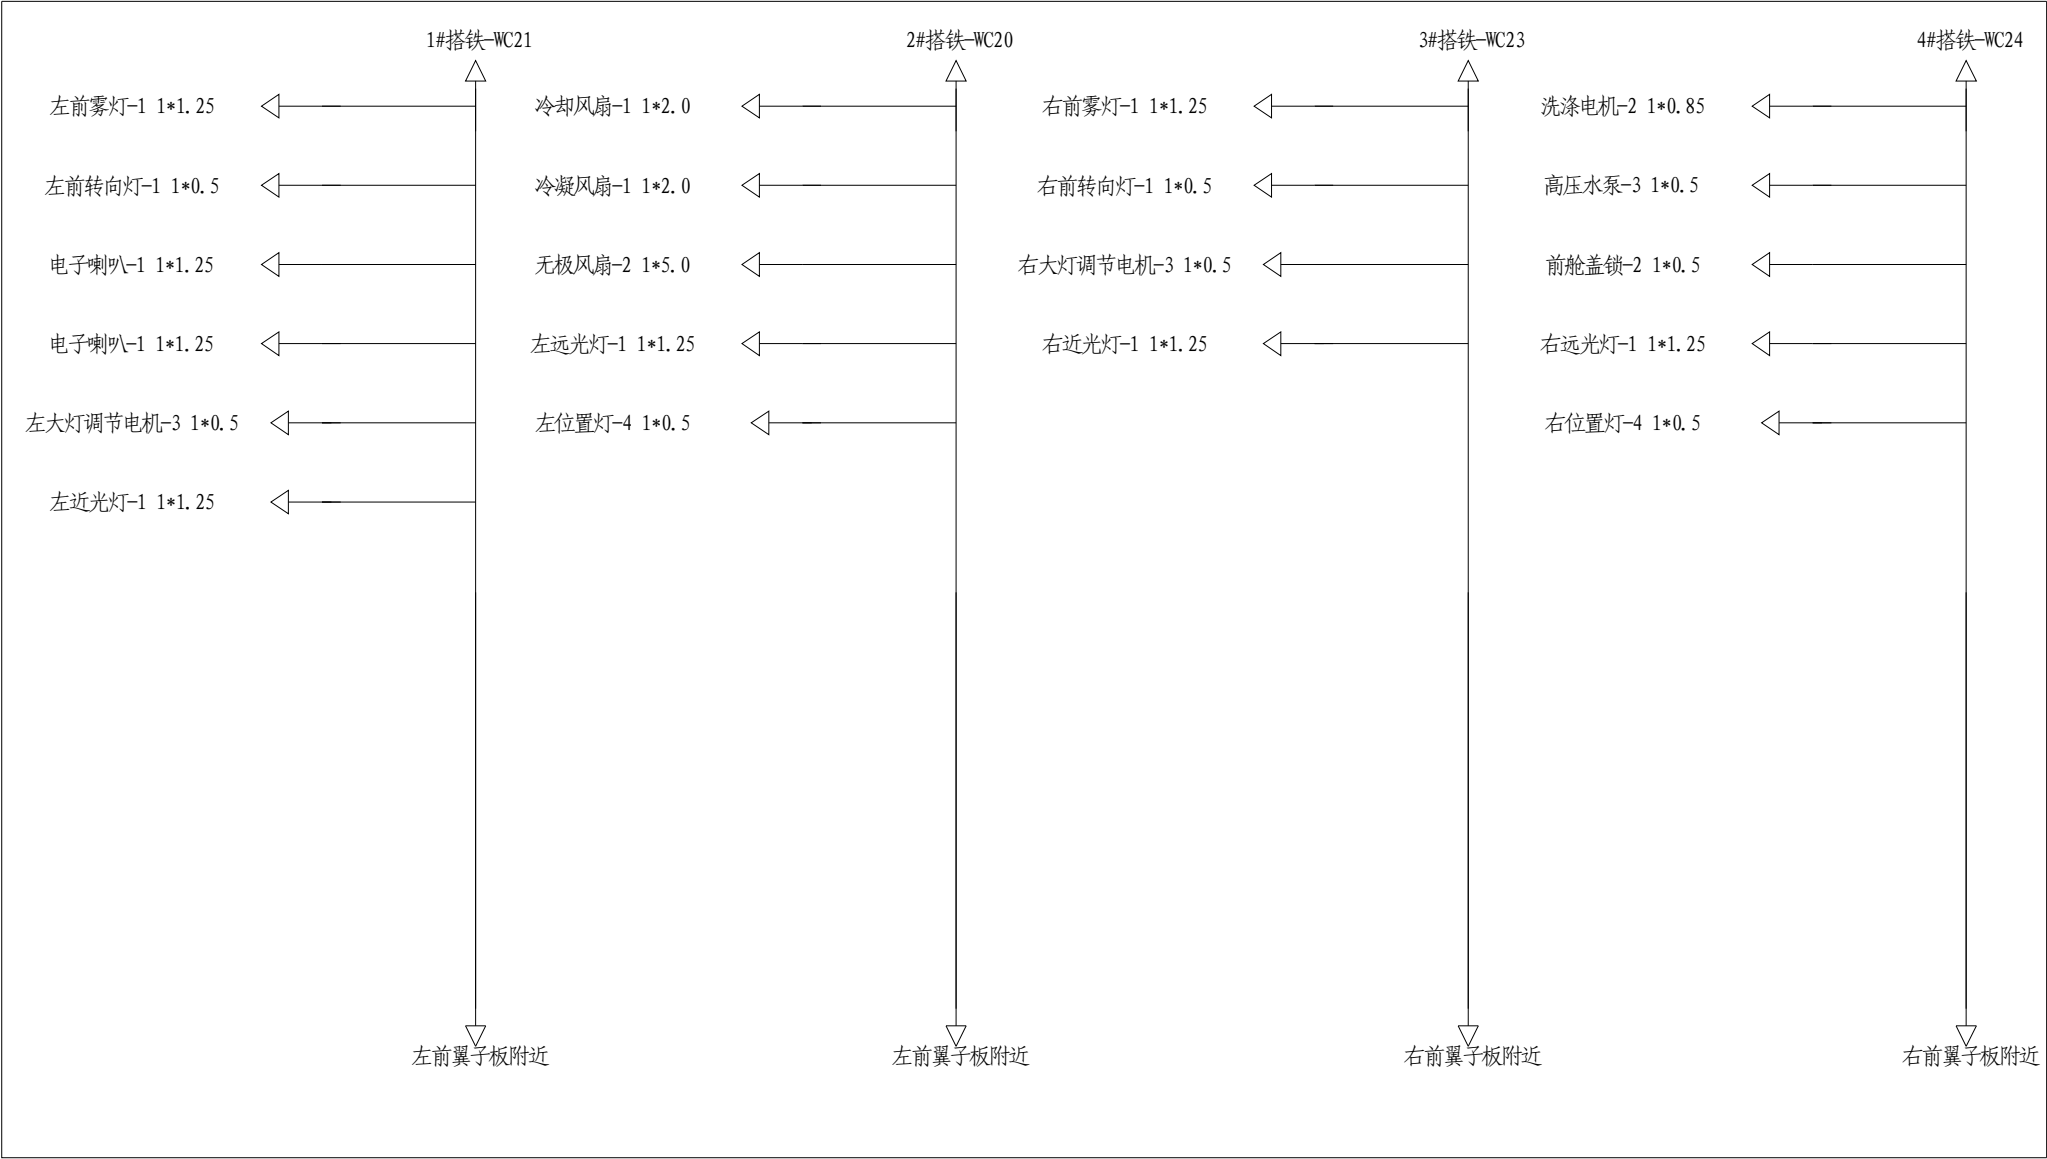 1#搭铁-WC21
左前雾灯-1 1*1.25
左前转向灯-1 1*0.5
电子喇叭-1 1*1.25
电子喇叭-1 1*1.25
左大灯调节电机-3 1*0.5
左近光灯-1 1*1.25
左前翼子板附近
2#搭铁-WC20
冷却风扇-1 1*2.0
冷凝风扇-1 1*2.0
无极风扇-2 1*5.0
左远光灯-1 1*1.25
左位置灯-4 1*0.5
左前翼子板附近
3#搭铁-WC23
右前雾灯-1 1*1.25
右前转向灯-1 1*0.5
右大灯调节电机-3 1*0.5
右近光灯-1 1*1.25
右前翼子板附近
4#搭铁-WC24
洗涤电机-2 1*0.85
高压水泵-3 1*0.5
前舱盖锁-2 1*0.5
右远光灯-1 1*1.25
右位置灯-4 1*0.5
右前翼子板附近